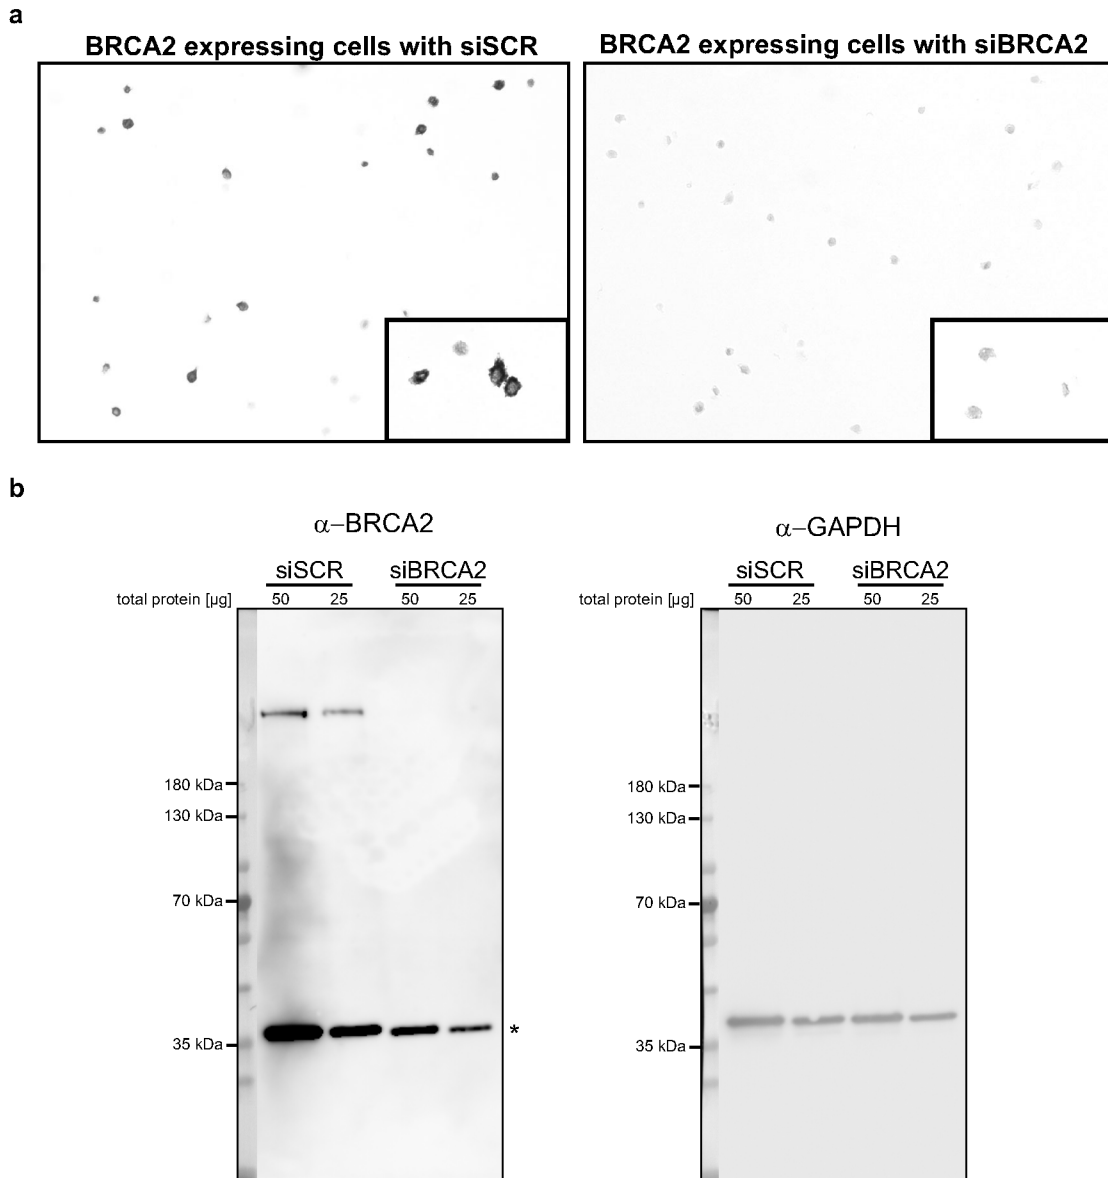 a
BRCA2 expressing cells with siSCR
BRCA2 expressing cells with siBRCA2
b
α–BRCA2
siSCR siBRCA2
total protein [µg] 50 25 50 25
180 kDa
130 kDa
70 kDa
35 kDa
*
α–GAPDH
siSCR siBRCA2
total protein [µg] 50 25 50 25
180 kDa
130 kDa
70 kDa
35 kDa